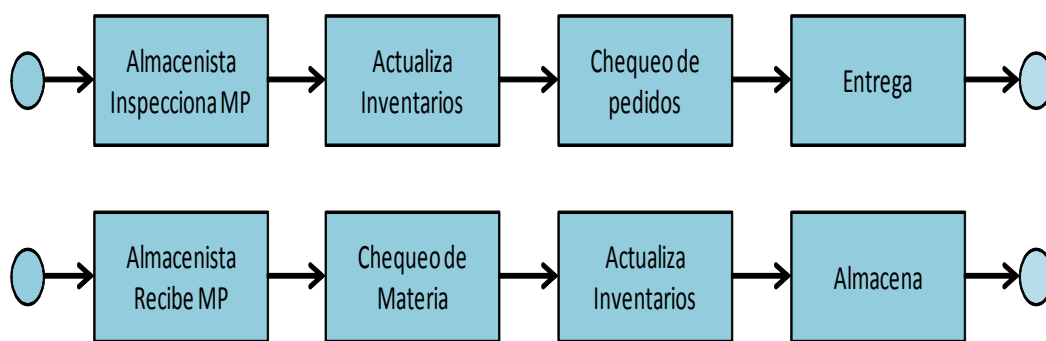 Almacenista
Inspecciona MP
Actualiza
Inventarios
Chequeo de
pedidos
Entrega
Almacenista
Recibe MP
Chequeo de
Materia
Actualiza
Inventarios
Almacena